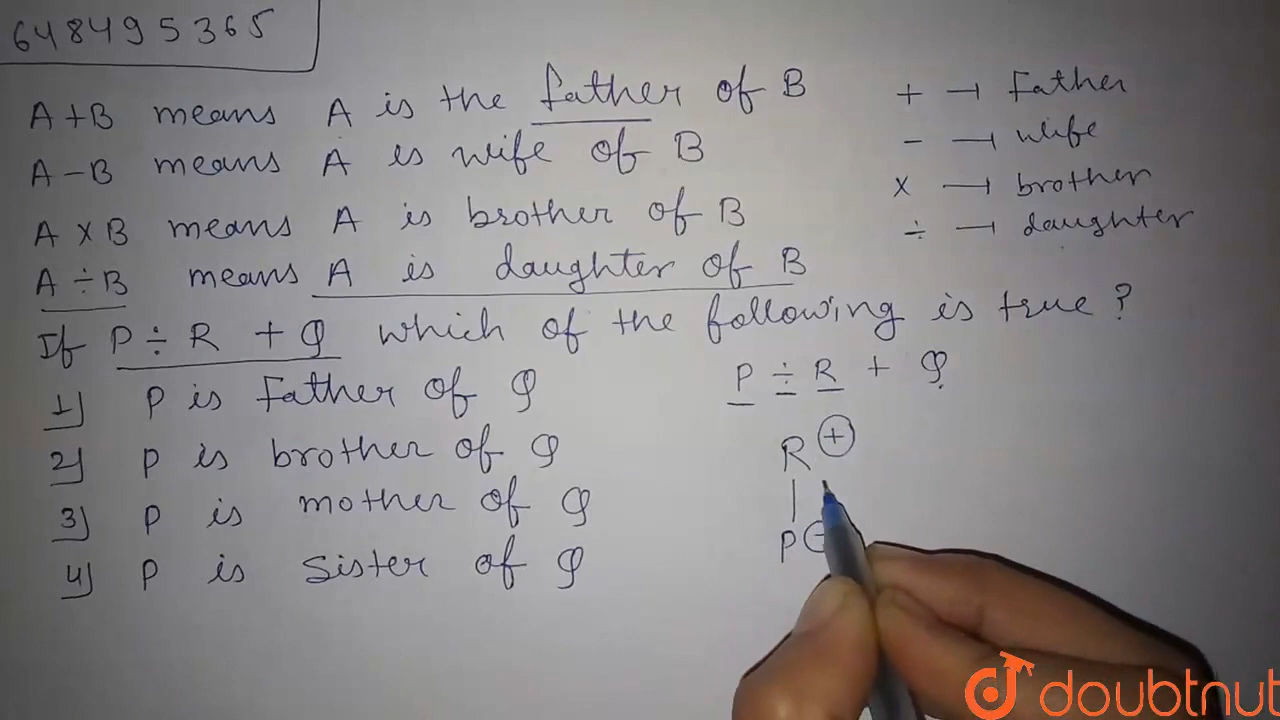 648495365
A+B means A is the father of B
A-B means A is wife of B
A x B means A is brother of B
A ÷ B means A is daughter of B
+ → Father
- → wife
x → brother
÷ → daughter
If P ÷ R + Q which of the following is true?
1) P is Father of Q
2) P is brother of Q
3) P is mother of Q
4) P is Sister of Q
P ÷ R + Q
R +
P -
doubtnut